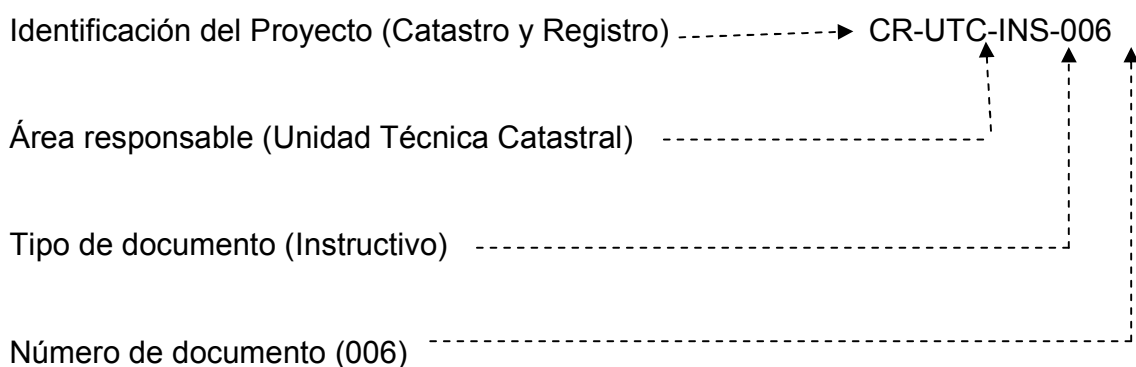 Identificación del Proyecto (Catastro y Registro) CR-UTC-INS-006
Área responsable (Unidad Técnica Catastral)
Tipo de documento (Instructivo)
Número de documento (006)